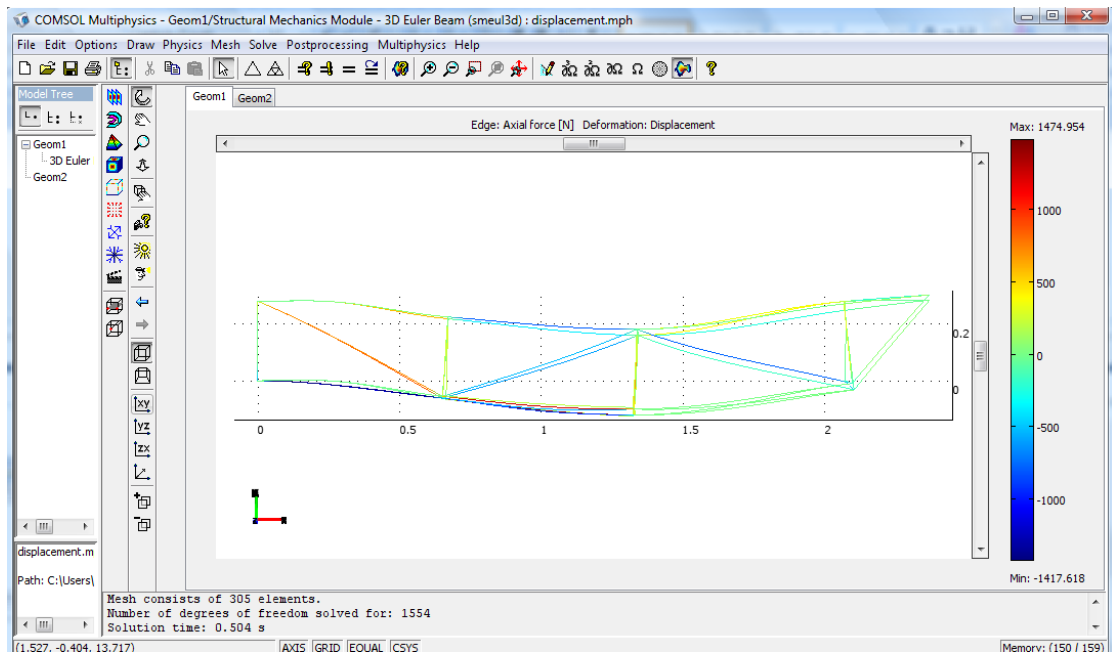 COMSOL Multiphysics - Geom1/Structural Mechanics Module - 3D Euler Beam (smeul3d) : displacement.mph
File Edit Options Draw Physics Mesh Solve Postprocessing Multiphysics Help
Model Tree
Geom1
3D Euler
Geom2
Geom1 Geom2
Edge: Axial force [N] Deformation: Displacement
Max: 1474.954
1000
500
0
-500
-1000
Min: -1417.618
0.2
0
0 0.5 1 1.5 2
xy
yz
zx
displacement.m
Path: C:\Users\
Mesh consists of 305 elements.
Number of degrees of freedom solved for: 1554
Solution time: 0.504 s
(1.527, -0.404, 13.717) AXIS GRID EQUAL CSYS Memory: (150 / 159)